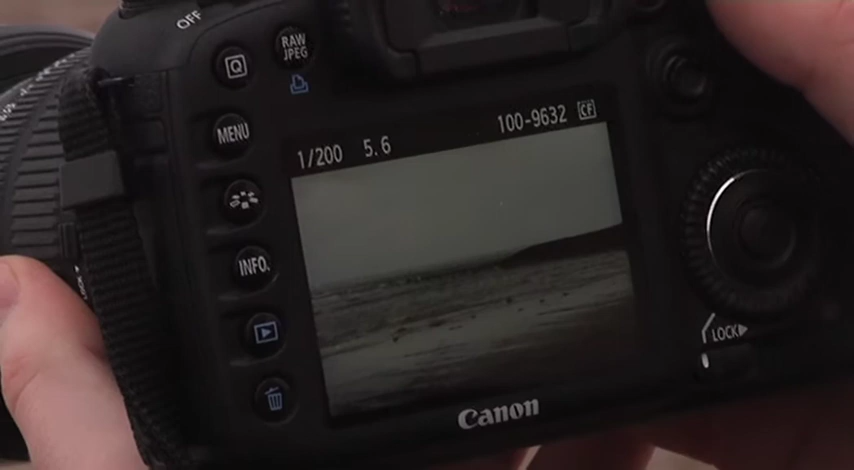 OFF
RAW
JPEG
Q
MENU
1/200 5.6 100-9632 CF
INFO.
LOCK
Canon